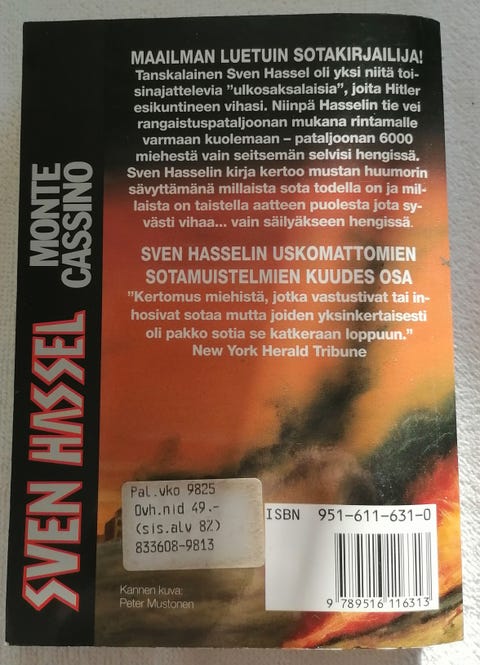 MAAILMAN LUETUIN SOTAKIRJAILIJA!
Tanskalainen Sven Hassel oli yksi niitä toi-
sinajattelevia "ulkosaksalaisia", joita Hitler
esikuntineen vihasi. Niinpä Hasselin tie vei
rangaistuspataljoonan mukana rintamalle
varmaan kuolemaan – pataljoonan 6000
miehestä vain seitsemän selvisi hengissä.
Sven Hasselin kirja kertoo mustan huumorin
sävyttämänä millaista sota todella on ja mil-
laista on taistella aatteen puolesta jota sy-
västi vihaa... vain säilyäkseen hengissä.
SVEN HASSELIN USKOMATTOMIEN
SOTAMUISTELMIEN KUUDES OSA
"Kertomus miehistä, jotka vastustivat tai in-
hosivat sotaa mutta joiden yksinkertaisesti
oli pakko sotia se katkeraan loppuun."
New York Herald Tribune
SVEN HASSEL
MONTE
CASSINO
Pal.vko 9825
Ovh.nid 49.-
(sis.alv 8%)
833608-9813
ISBN 951-611-631-0
9 789516 116313
Kannen kuva:
Peter Mustonen